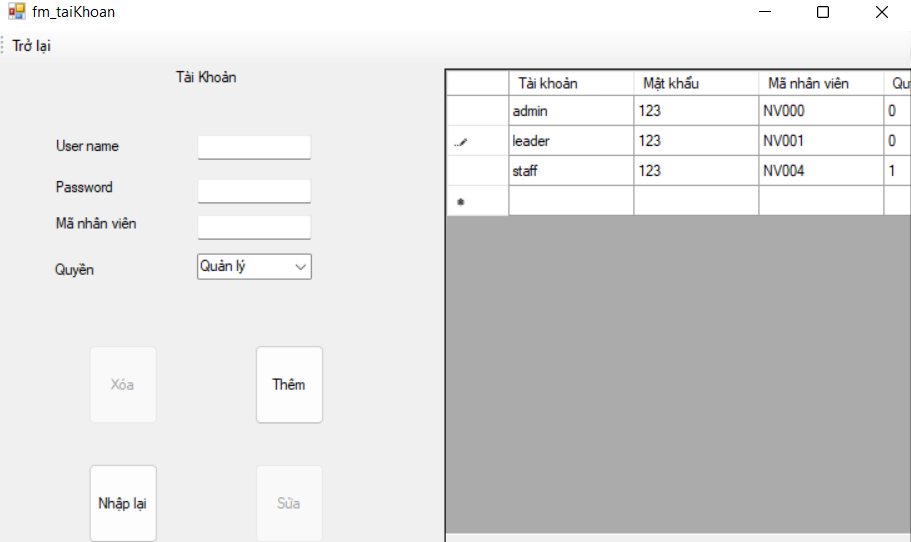 fm_taiKhoan
Trở lại
Tài Khoản
User name
Password
Mã nhân viên
Quyền
Quản lý
Xóa
Thêm
Nhập lại
Sửa
Tài khoản Mật khẩu Mã nhân viên Qu
admin 123 NV000 0
leader 123 NV001 0
staff 123 NV004 1